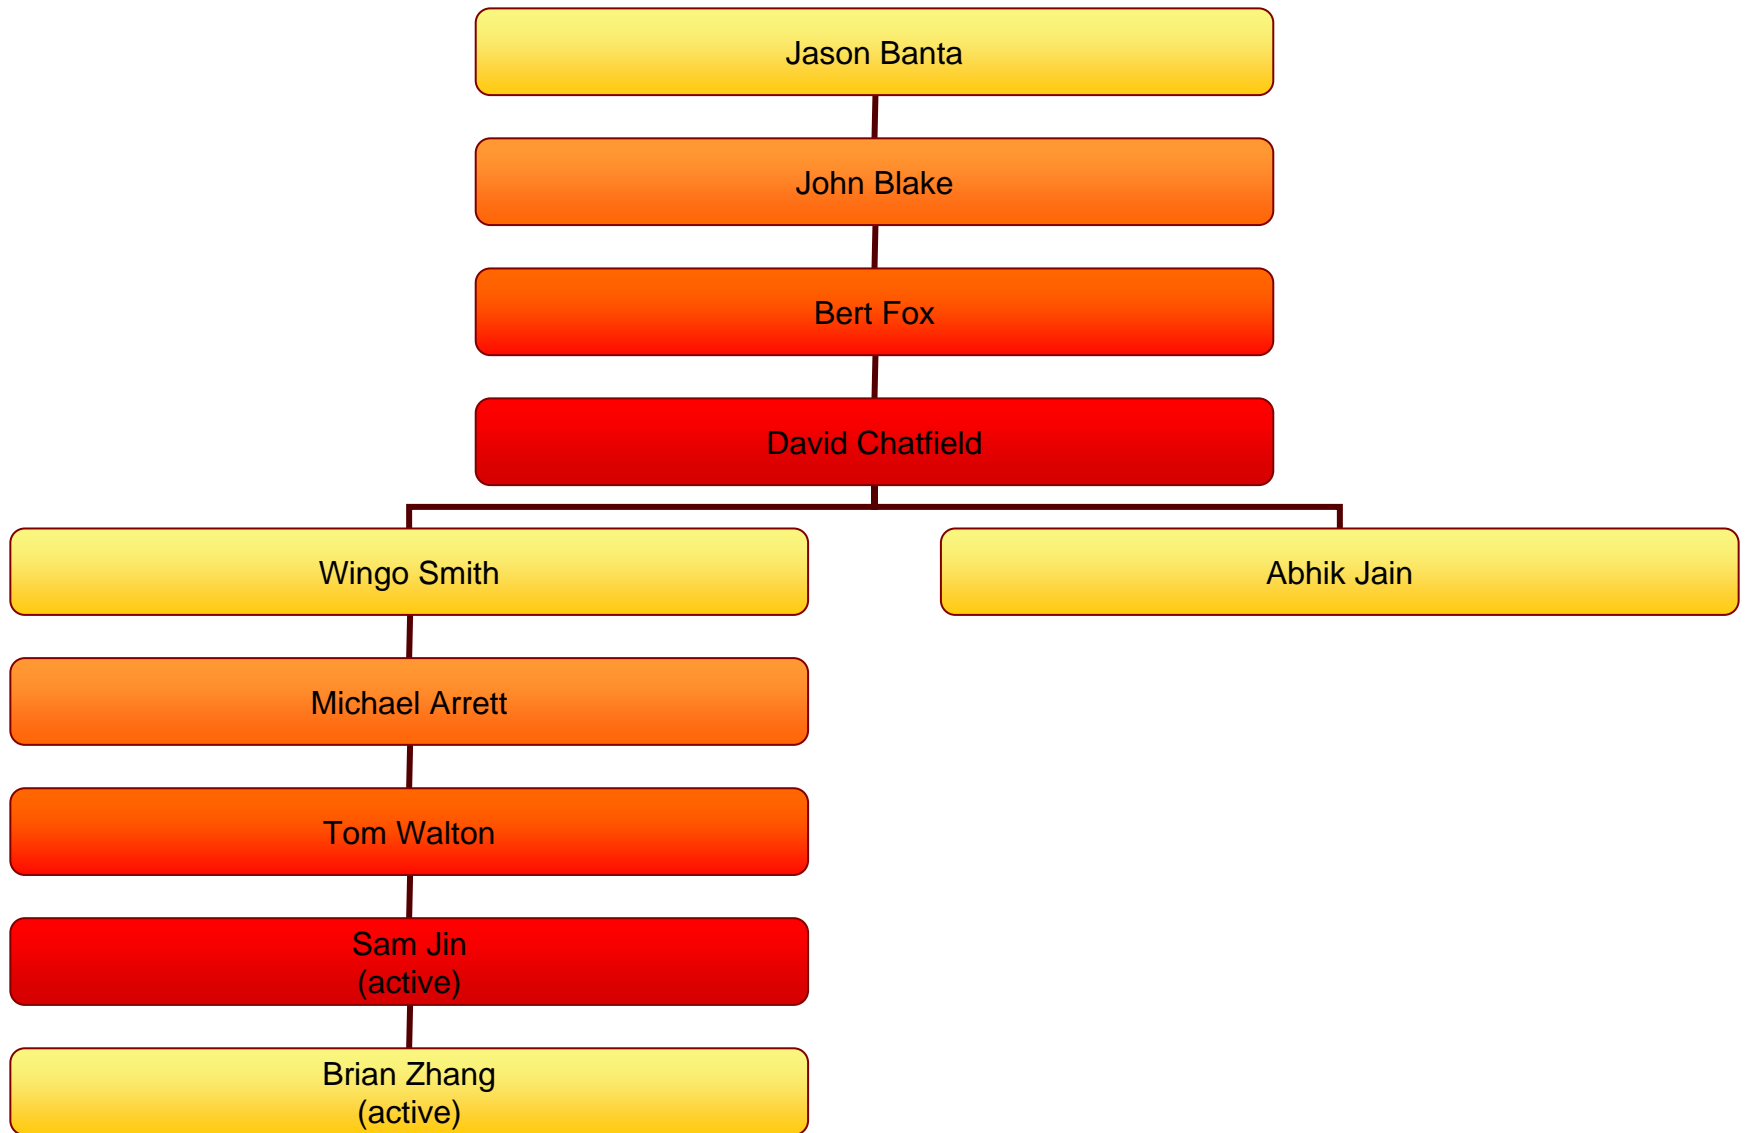 Jason Banta
John Blake
Bert Fox
David Chatfield
Wingo Smith
Abhik Jain
Michael Arrett
Tom Walton
Sam Jin
(active)
Brian Zhang
(active)